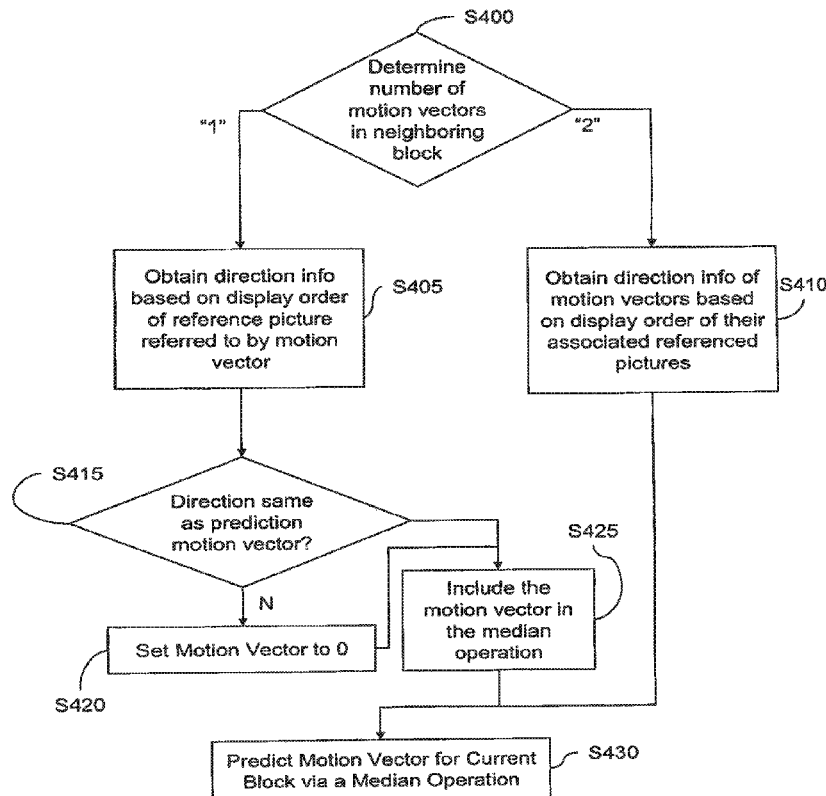 S400
Determine
number of
motion vectors
in neighboring
block
"1"
"2"
Obtain direction info
based on display order
of reference picture
referred to by motion
vector
S405
Obtain direction info of
motion vectors based
on display order of their
associated referenced
pictures
S410
S415
Direction same
as prediction
motion vector?
N
S425
Include the
motion vector in
the median
operation
Set Motion Vector to 0
S420
Predict Motion Vector for Current
Block via a Median Operation
S430